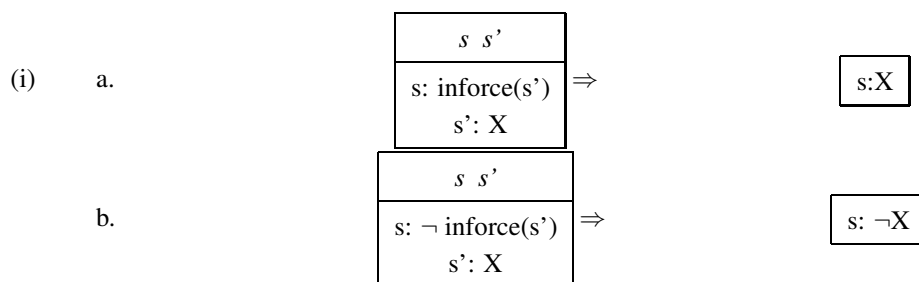 s s’
(i) a. s: inforce(s’) ⇒ s:X
s’: X
s s’
b. s: ¬ inforce(s’) ⇒ s: ¬X
s’: X